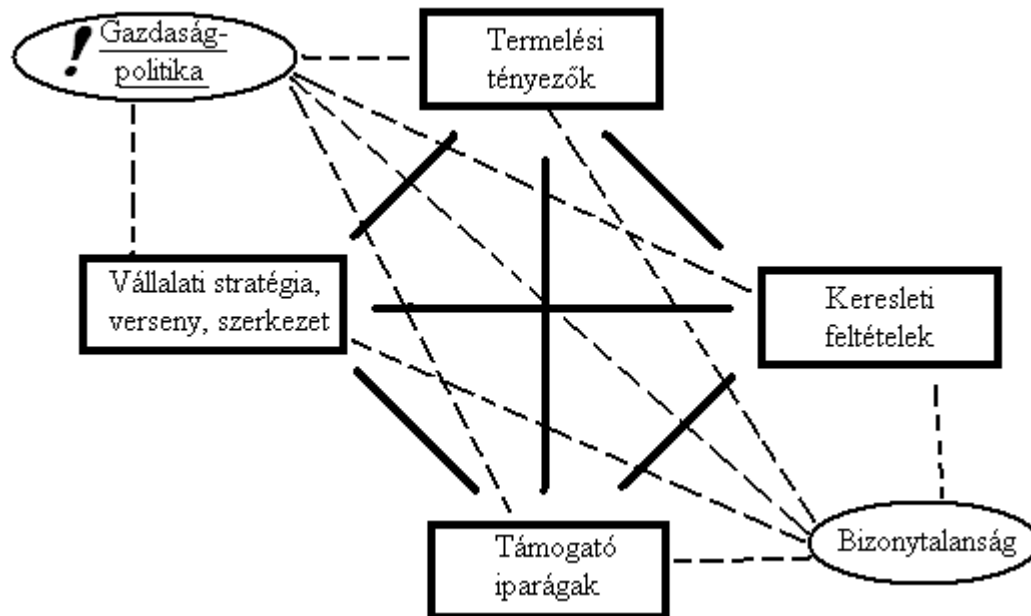 ! Gazdaság-
politika
Termelési
tényezők
Vállalati stratégia,
verseny, szerkezet
Keresleti
feltételek
Támogató
iparágak
Bizonytalanság